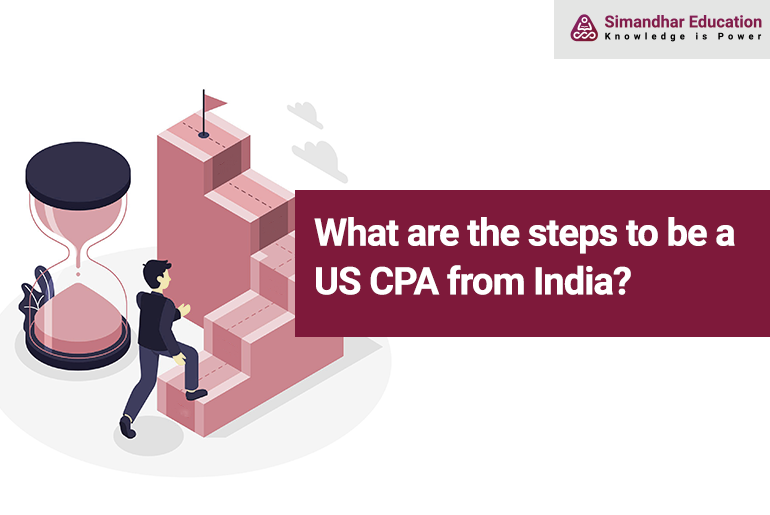 Simandhar Education
Knowledge is Power
What are the steps to be a
US CPA from India?